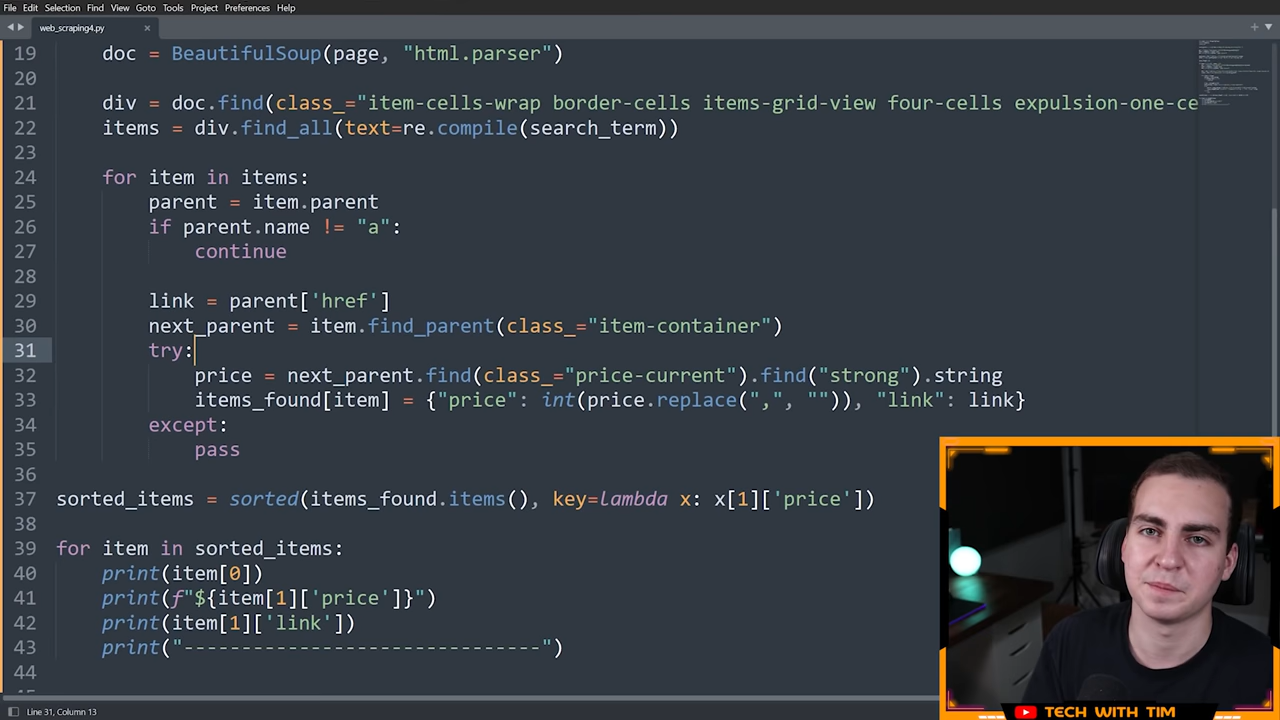 File Edit Selection Find View Goto Tools Project Preferences Help
web_scraping4.py
19 doc = BeautifulSoup(page, "html.parser")
20
21 div = doc.find(class_="item-cells-wrap border-cells items-grid-view four-cells expulsion-one-ce
22 items = div.find_all(text=re.compile(search_term))
23
24 for item in items:
25 parent = item.parent
26 if parent.name != "a":
27 continue
28
29 link = parent['href']
30 next_parent = item.find_parent(class_="item-container")
31 try:
32 price = next_parent.find(class_="price-current").find("strong").string
33 items_found[item] = {"price": int(price.replace(",", "")), "link": link}
34 except:
35 pass
36
37 sorted_items = sorted(items_found.items(), key=lambda x: x[1]['price'])
38
39 for item in sorted_items:
40 print(item[0])
41 print(f"${item[1]['price']}")
42 print(item[1]['link'])
43 print("-------------------------------")
44
Line 31, Column 13
TECH WITH TIM